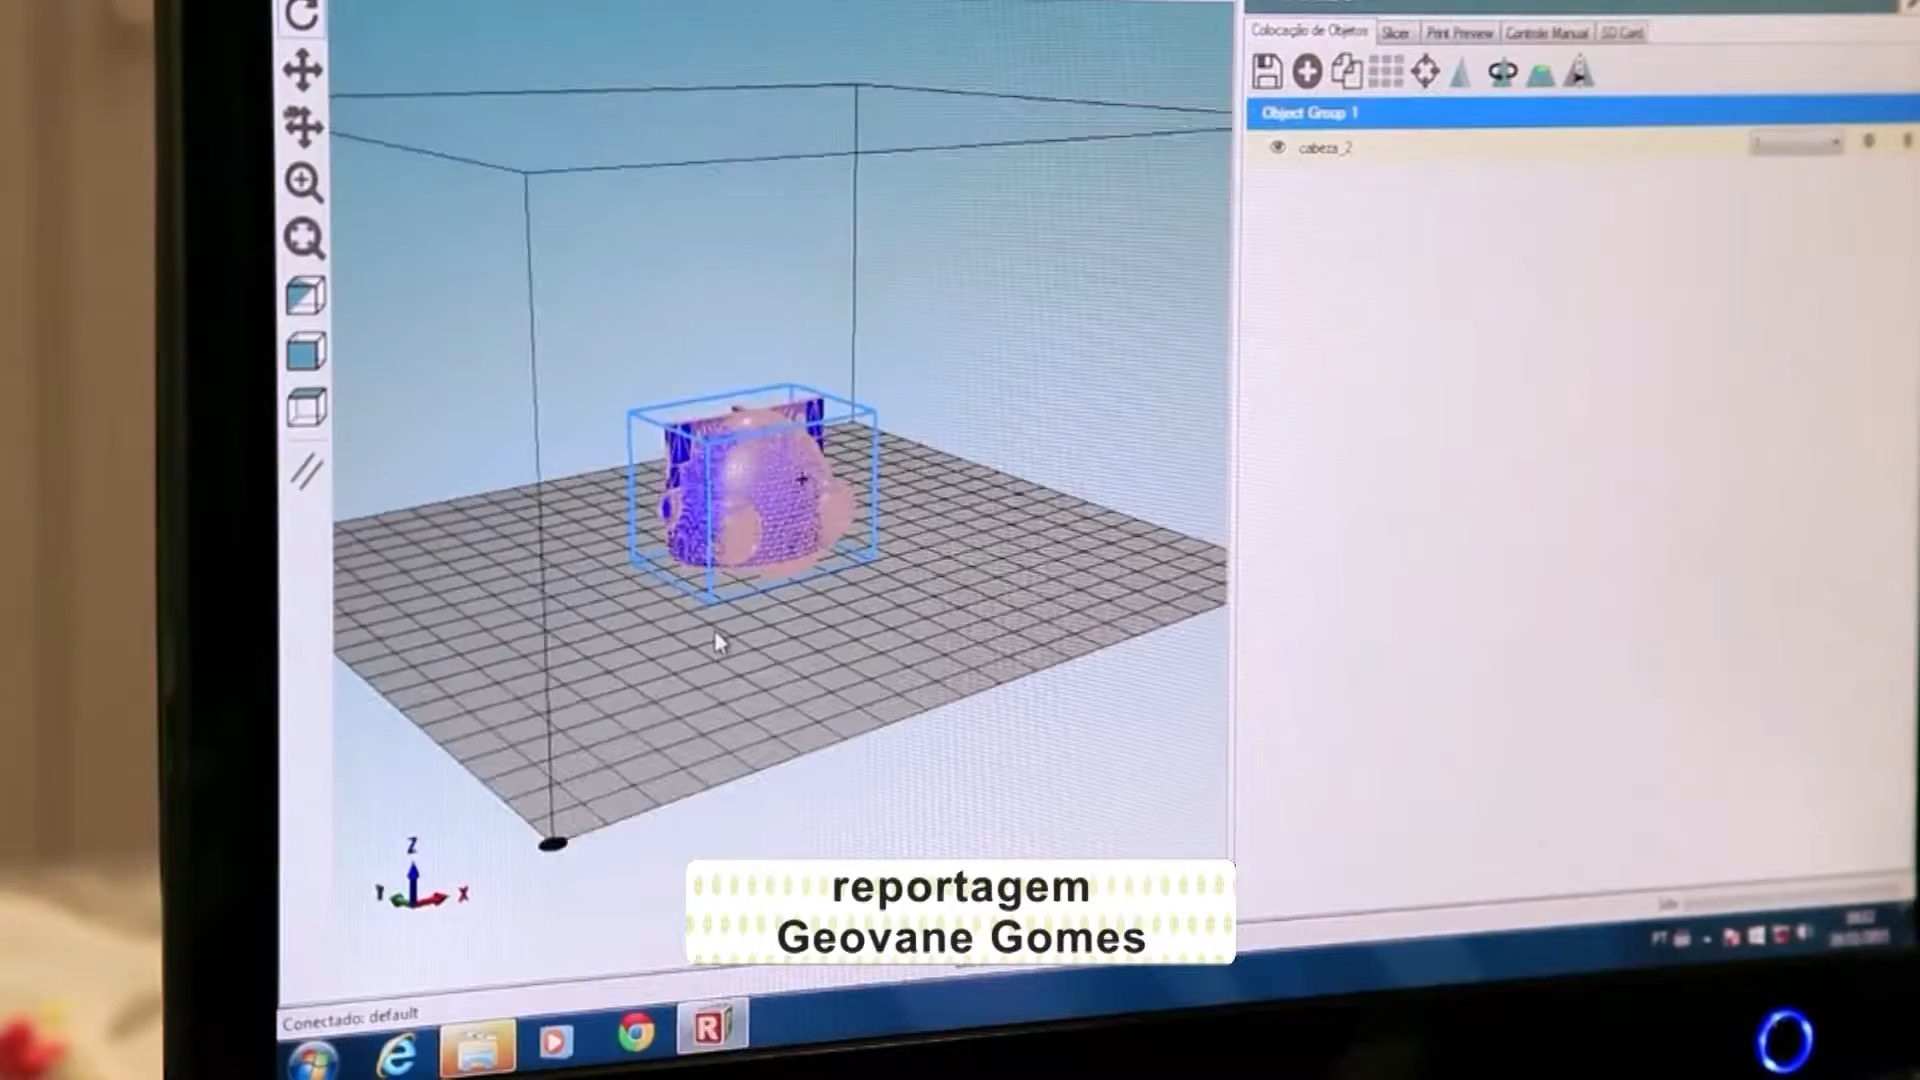 Colocação de Objetos
Slicer
Print Preview
Controle Manual
SD Card
Object Group 1
cabeza_2
Z
Y
X
reportagem
Geovane Gomes
Conectado: default
PT